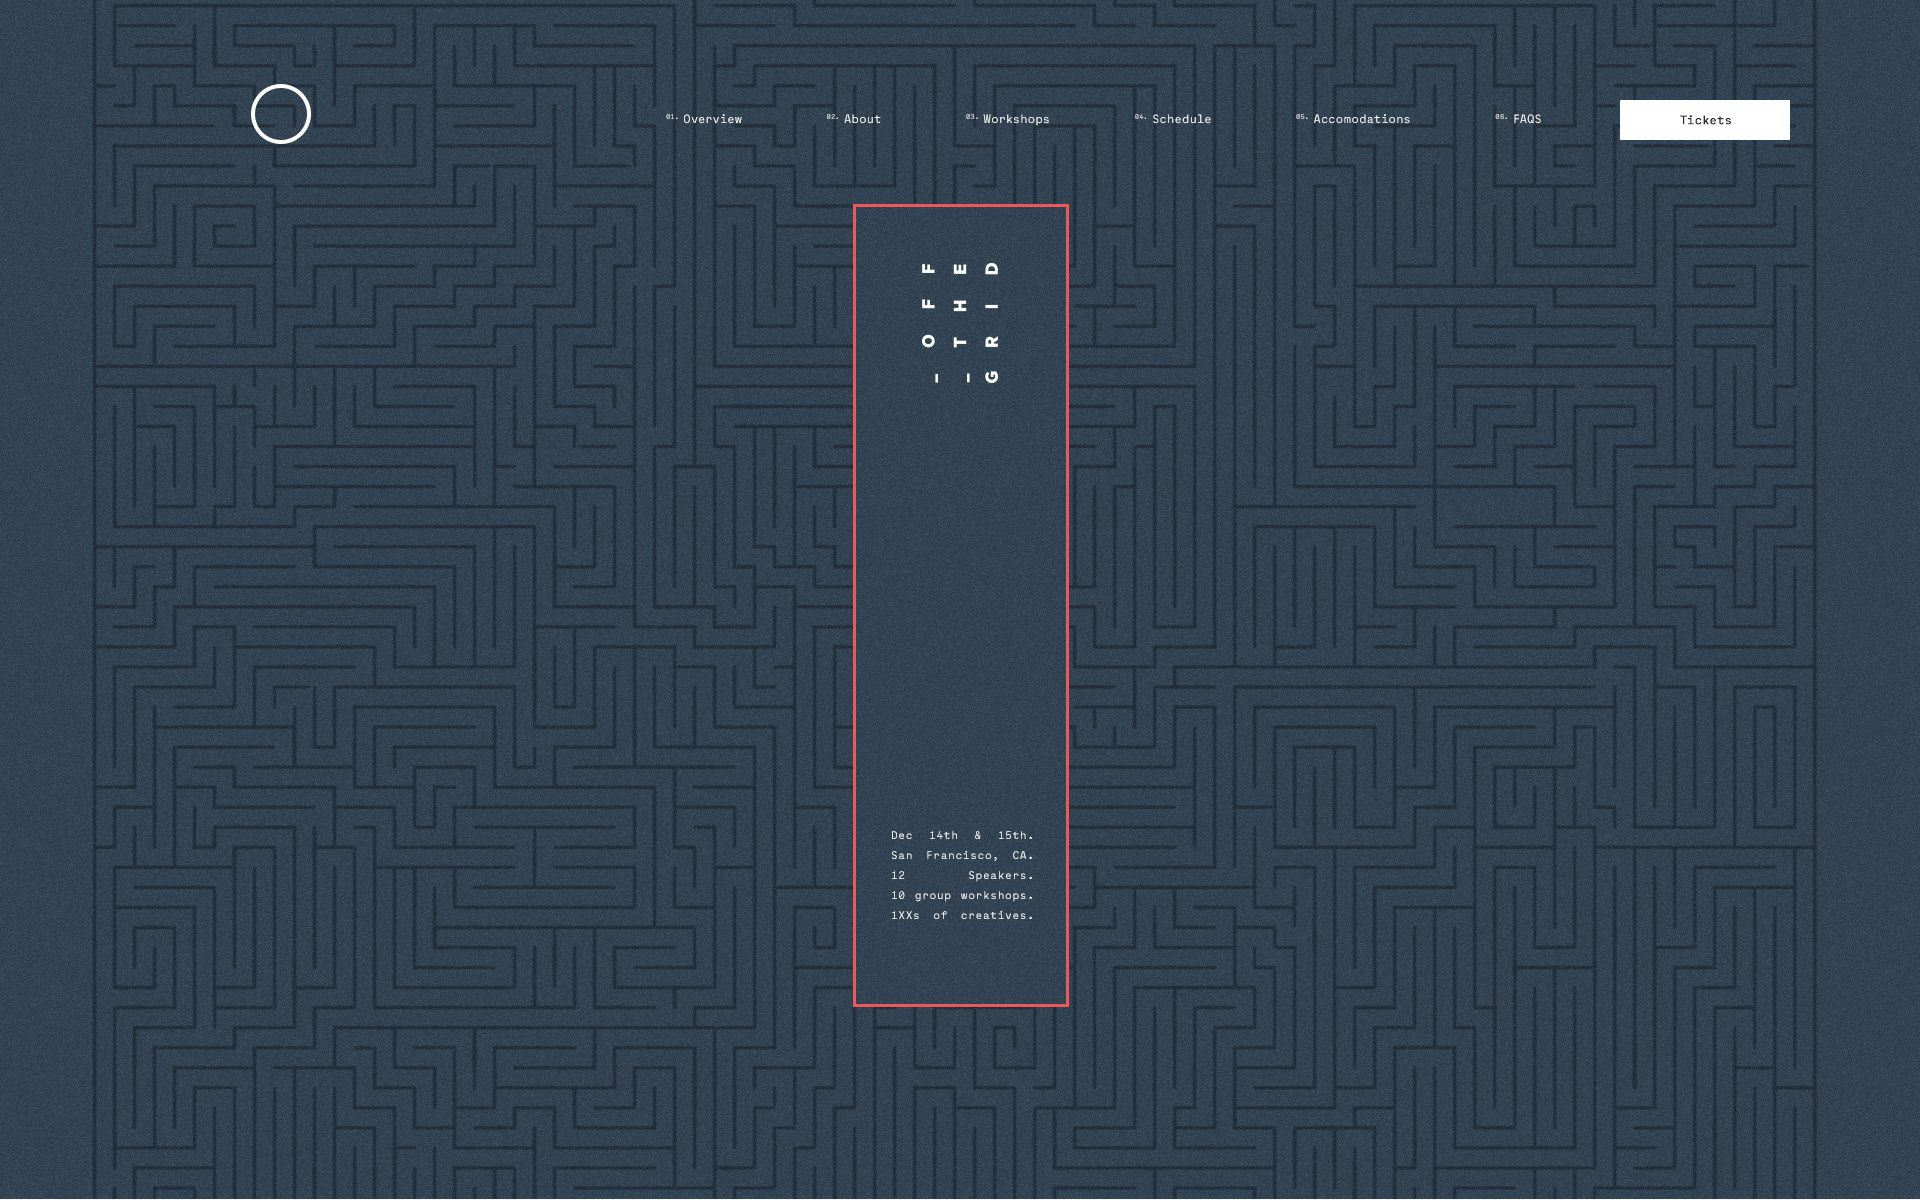 01. Overview
02. About
03. Workshops
04. Schedule
05. Accomodations
06. FAQS
Tickets
– OFF
– THE
GRID
Dec 14th & 15th.
San Francisco, CA.
12 Speakers.
10 group workshops.
1XXs of creatives.